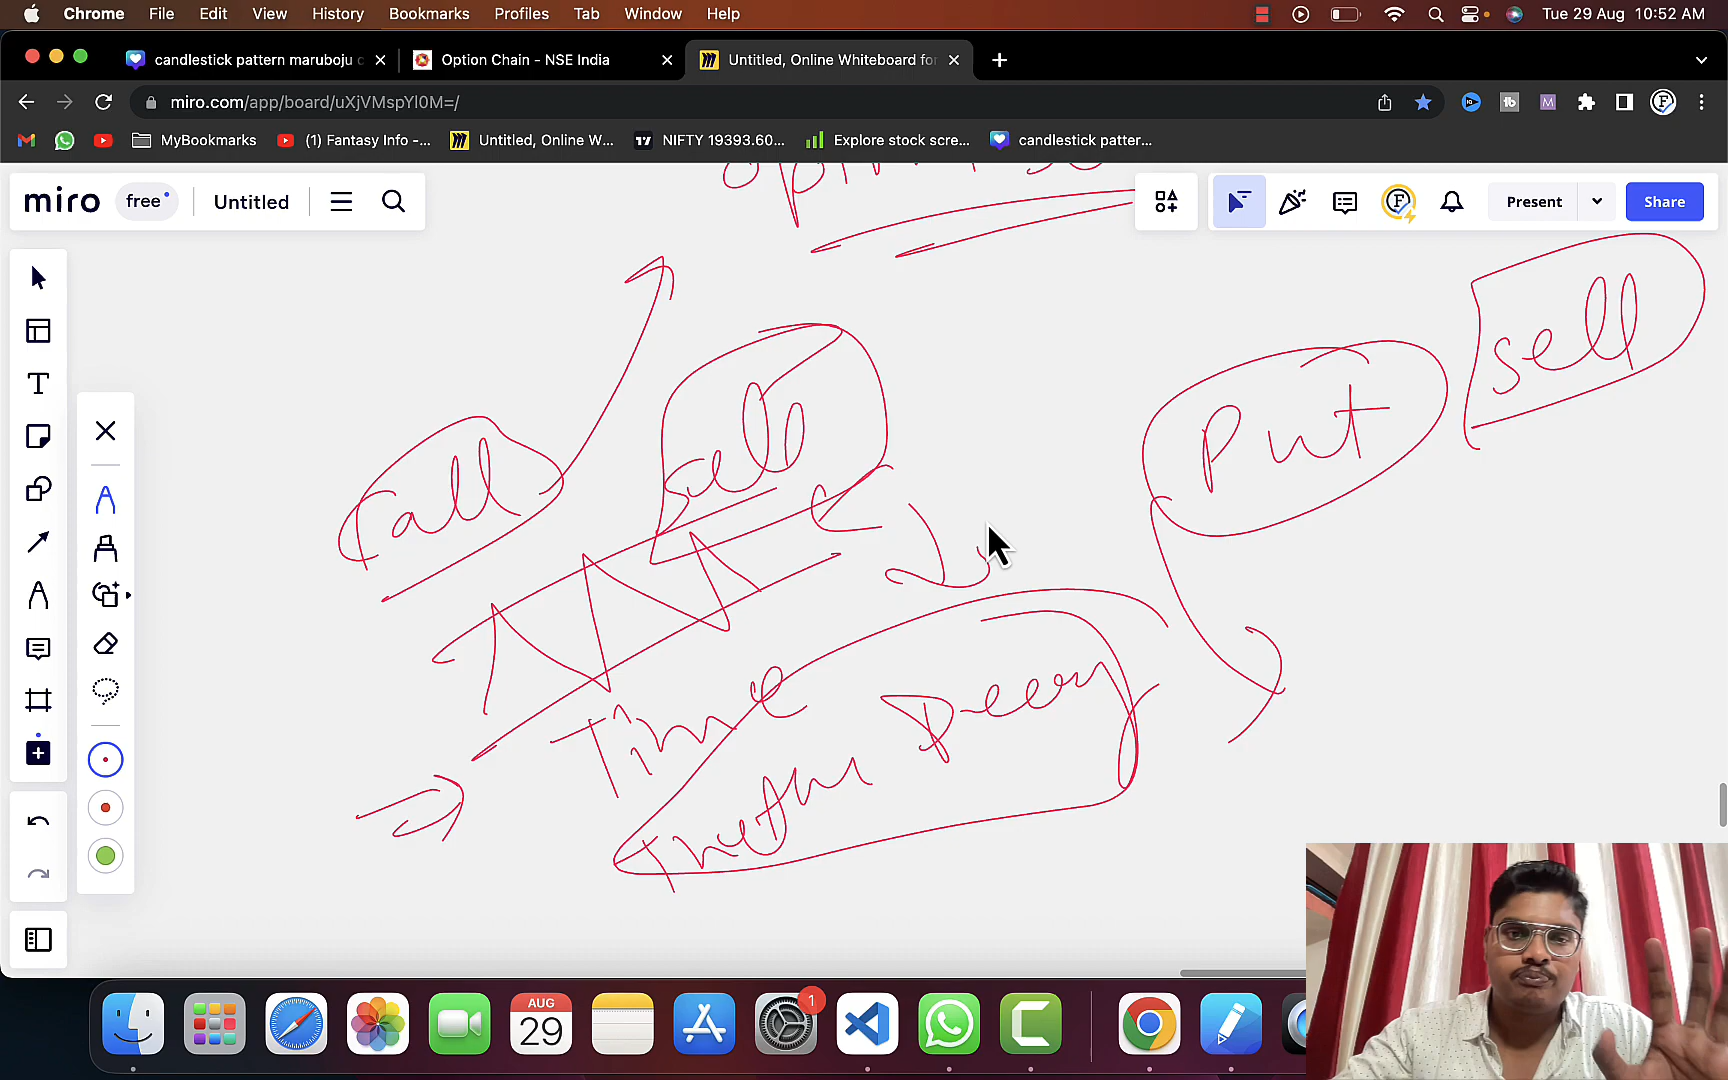 Chrome File Edit View History Bookmarks Profiles Tab Window Help Tue 29 Aug 10:52 AM
candlestick pattern maruboju c Option Chain - NSE India Untitled, Online Whiteboard for
miro.com/app/board/uXjVMspYl0M=/
MyBookmarks (1) Fantasy Info -... Untitled, Online W... NIFTY 19393.60... Explore stock scre... candlestick patter...
miro free Untitled Present Share
sell
sell Put
Call
Time
Theta Decay
AUG
29
1